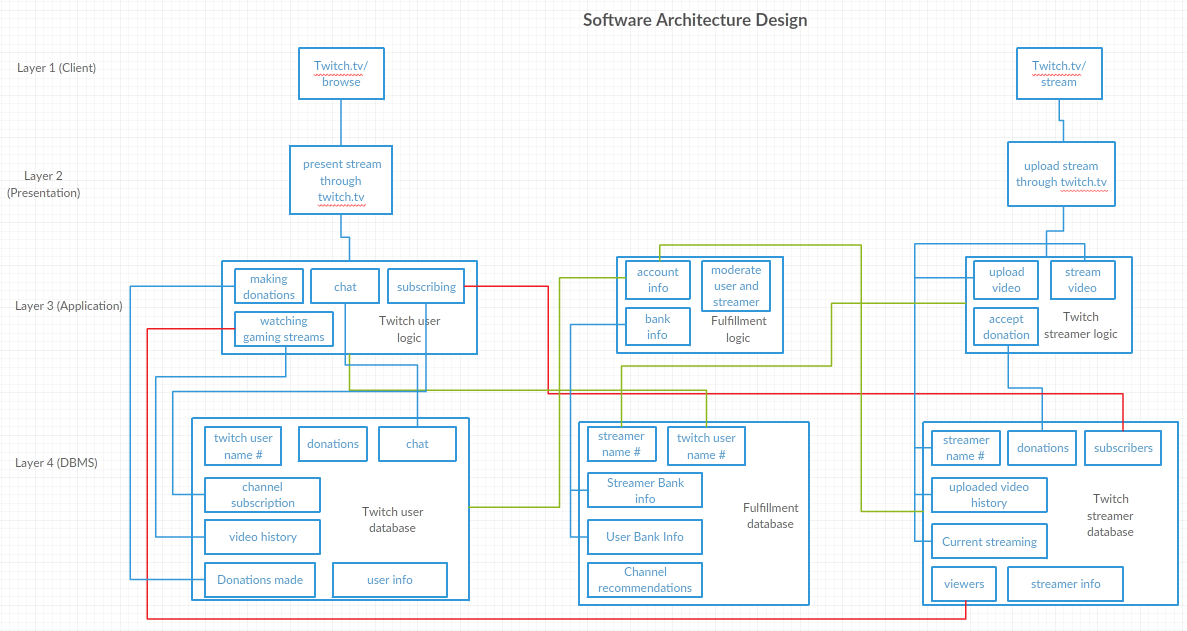 Software Architecture Design
Layer 1 (Client)
Twitch.tv/
browse
Twitch.tv/
stream
Layer 2
(Presentation)
present stream
through
twitch.tv
upload stream
through twitch.tv
Layer 3 (Application)
making
donations
chat
subscribing
watching
gaming streams
Twitch user
logic
account
info
moderate
user and
streamer
bank
info
Fulfillment
logic
upload
video
stream
video
accept
donation
Twitch
streamer logic
Layer 4 (DBMS)
twitch user
name #
donations
chat
channel
subscription
video history
Donations made
user info
Twitch user
database
streamer
name #
twitch user
name #
Streamer Bank
info
User Bank Info
Channel
recommendations
Fulfillment
database
streamer
name #
donations
subscribers
uploaded video
history
Current streaming
viewers
streamer info
Twitch
streamer
database